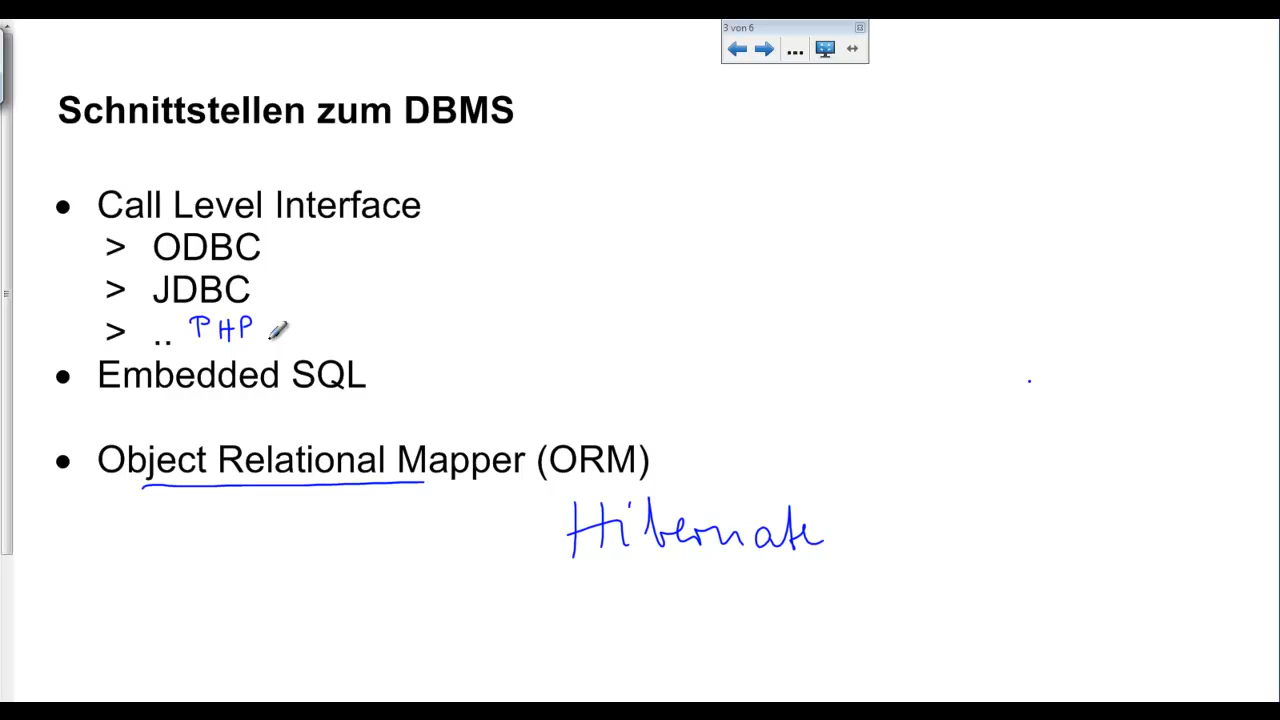 3 von 6
...
Schnittstellen zum DBMS
• Call Level Interface
> ODBC
> JDBC
> .. PHP
• Embedded SQL
• Object Relational Mapper (ORM)
Hibernate